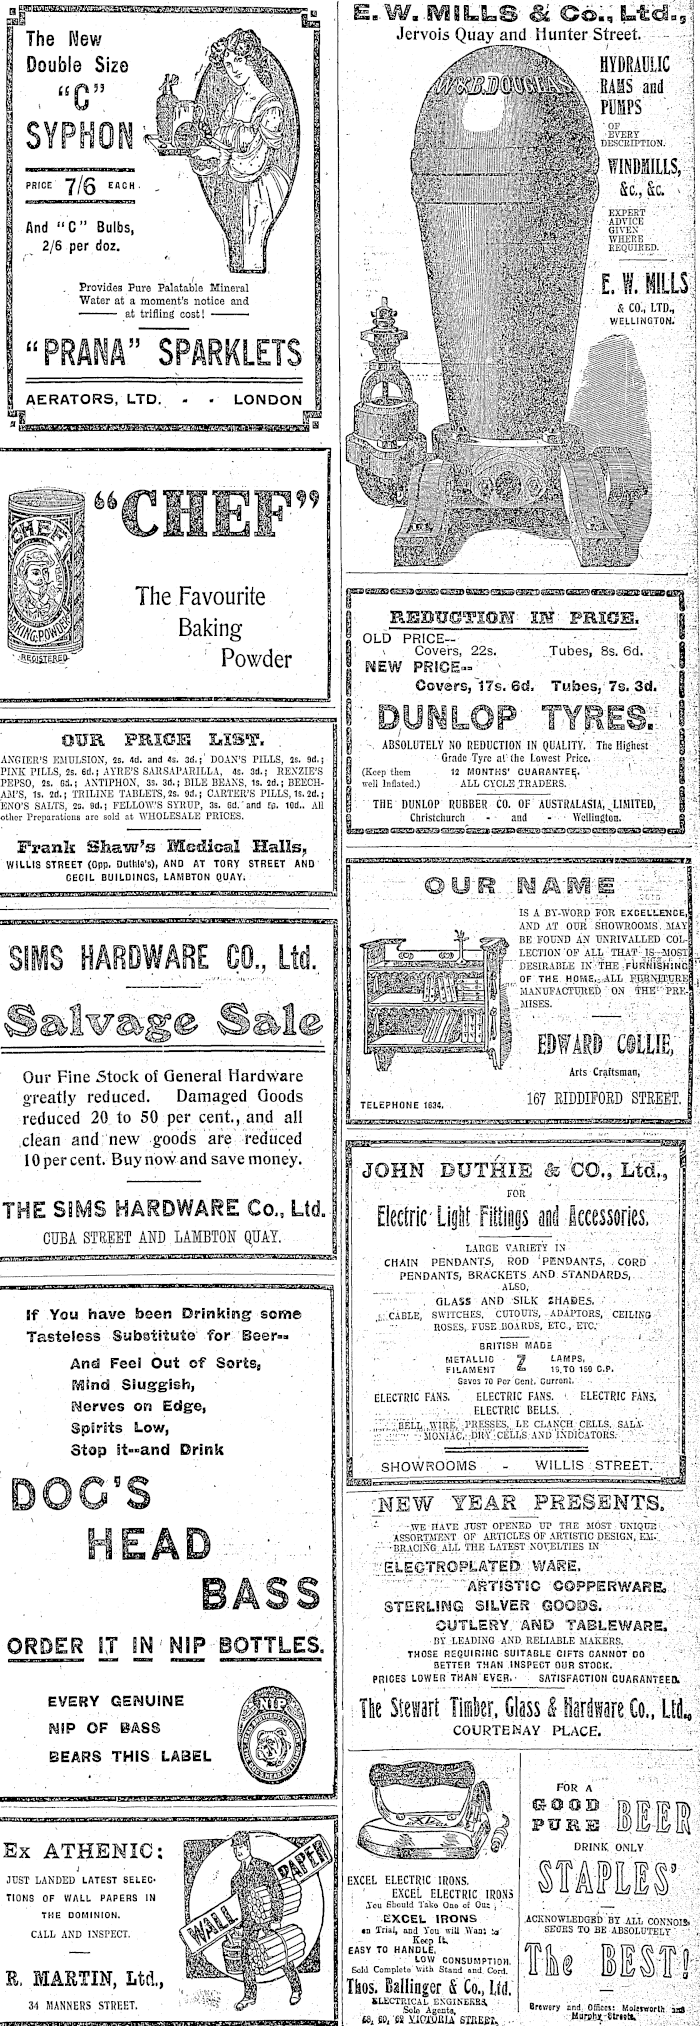 The New
Double Size
"C"
SYPHON
PRICE 7/6 EACH.
And "C" Bulbs,
2/6 per doz.
Provides Pure Palatable Mineral
Water at a moment's notice and
at trifling cost!
"PRANA" SPARKLETS
AERATORS, LTD. - - LONDON
"CHEF"
CHEF
BAKING POWDER
REGISTERED
The Favourite
Baking
Powder
OUR PRICE LIST.
ANGIER'S EMULSION, 2s. 4d. and 4s. 3d.; DOAN'S PILLS, 2s. 9d.;
PINK PILLS, 2s. 6d.; AYRE'S SARSAPARILLA, 4s. 3d.; RENZIE'S
PEPSO, 2s. 6d.; ANTIPHON, 3s. 3d.; BILE BEANS, 1s. 2d.; BEECH-
AM'S, 1s. 2d.; TRILINE TABLETS, 2s. 9d.; CARTER'S PILLS, 1s. 2d.;
ENO'S SALTS, 2s. 9d.; FELLOW'S SYRUP, 3s. 6d. and 5s. 10d.. All
other Preparations are sold at WHOLESALE PRICES.
Frank Shaw's Medical Halls,
WILLIS STREET (Opp. Duthie's), AND AT TORY STREET AND
CECIL BUILDINGS, LAMBTON QUAY.
SIMS HARDWARE CO., Ltd.
Salvage Sale
Our Fine Stock of General Hardware
greatly reduced. Damaged Goods
reduced 20 to 50 per cent., and all
clean and new goods are reduced
10 per cent. Buy now and save money.
THE SIMS HARDWARE Co., Ltd.
CUBA STREET AND LAMBTON QUAY.
If You have been Drinking some
Tasteless Substitute for Beer--
And Feel Out of Sorts,
Mind Sluggish,
Nerves on Edge,
Spirits Low,
Stop it--and Drink
DOG'S
HEAD
BASS
ORDER IT IN NIP BOTTLES.
EVERY GENUINE
NIP OF BASS
BEARS THIS LABEL
NIP
Ex ATHENIC:
JUST LANDED LATEST SELEC-
TIONS OF WALL PAPERS IN
THE DOMINION.
CALL AND INSPECT.
R. MARTIN, Ltd.,
34 MANNERS STREET.
WALL PAPER
E. W. MILLS & Co., Ltd.,
Jervois Quay and Hunter Street.
W & B. DOUGLAS
HYDRAULIC
RAMS and
PUMPS
OF
EVERY
DESCRIPTION.
WINDMILLS,
&c., &c.
EXPERT
ADVICE
GIVEN
WHERE
REQUIRED.
E. W. MILLS
& CO., LTD.,
WELLINGTON.
REDUCTION IN PRICE.
OLD PRICE--
Covers, 22s. Tubes, 8s. 6d.
NEW PRICE--
Covers, 17s. 6d. Tubes, 7s. 3d.
DUNLOP TYRES.
ABSOLUTELY NO REDUCTION IN QUALITY. The Highest
Grade Tyre at the Lowest Price.
(Keep them well Inflated.) 12 MONTHS' GUARANTEE.
ALL CYCLE TRADERS.
THE DUNLOP RUBBER CO. OF AUSTRALASIA, LIMITED,
Christchurch - and - Wellington.
OUR NAME
IS A BY-WORD FOR EXCELLENCE,
AND AT OUR SHOWROOMS MAY
BE FOUND AN UNRIVALLED COL-
LECTION OF ALL THAT IS MOST
DESIRABLE IN THE FURNISHING
OF THE HOME. ALL FURNITURE
MANUFACTURED ON THE PRE-
MISES.
EDWARD COLLIE,
Arts Craftsman,
TELEPHONE 1634. 167 RIDDIFORD STREET.
JOHN DUTHIE & CO., Ltd.,
FOR
Electric Light Fittings and Accessories.
LARGE VARIETY IN
CHAIN PENDANTS, ROD PENDANTS, CORD
PENDANTS, BRACKETS AND STANDARDS,
ALSO,
GLASS AND SILK SHADES.
CABLE, SWITCHES, CUTOUTS, ADAPTORS, CEILING
ROSES, FUSE BOARDS, ETC., ETC.
BRITISH MADE
METALLIC FILAMENT Z LAMPS,
16 TO 150 C.P.
Saves 70 Per Cent. Current.
ELECTRIC FANS. ELECTRIC FANS. ELECTRIC FANS.
ELECTRIC BELLS.
BELL WIRE, PRESSES, LE CLANCH CELLS, SALA-
MONIAC, DRY CELLS AND INDICATORS.
SHOWROOMS - WILLIS STREET.
NEW YEAR PRESENTS.
WE HAVE JUST OPENED UP THE MOST UNIQUE
ASSORTMENT OF ARTICLES OF ARTISTIC DESIGN, EM-
BRACING ALL THE LATEST NOVELTIES IN
ELECTROPLATED WARE.
ARTISTIC COPPERWARE.
STERLING SILVER GOODS.
CUTLERY AND TABLEWARE.
BY LEADING AND RELIABLE MAKERS.
THOSE REQUIRING SUITABLE GIFTS CANNOT DO
BETTER THAN INSPECT OUR STOCK.
PRICES LOWER THAN EVER. SATISFACTION GUARANTEED.
The Stewart Timber, Glass & Hardware Co., Ltd.,
COURTENAY PLACE.
EXCEL ELECTRIC IRONS.
EXCEL ELECTRIC IRONS
You Should Take One of Our
EXCEL IRONS
on Trial, and You will Want to
Keep It.
EASY TO HANDLE,
LOW CONSUMPTION.
Sold Complete with Stand and Cord.
Thos. Ballinger & Co., Ltd.
ELECTRICAL ENGINEERS,
Sole Agents,
58, 60, 62 VICTORIA STREET.
FOR A
GOOD
PURE BEER
DRINK ONLY
STAPLES'
ACKNOWLEDGED BY ALL CONNOIS-
SEURS TO BE ABSOLUTELY
The BEST!
Brewery and Offices: Molesworth and
Murphy Streets.